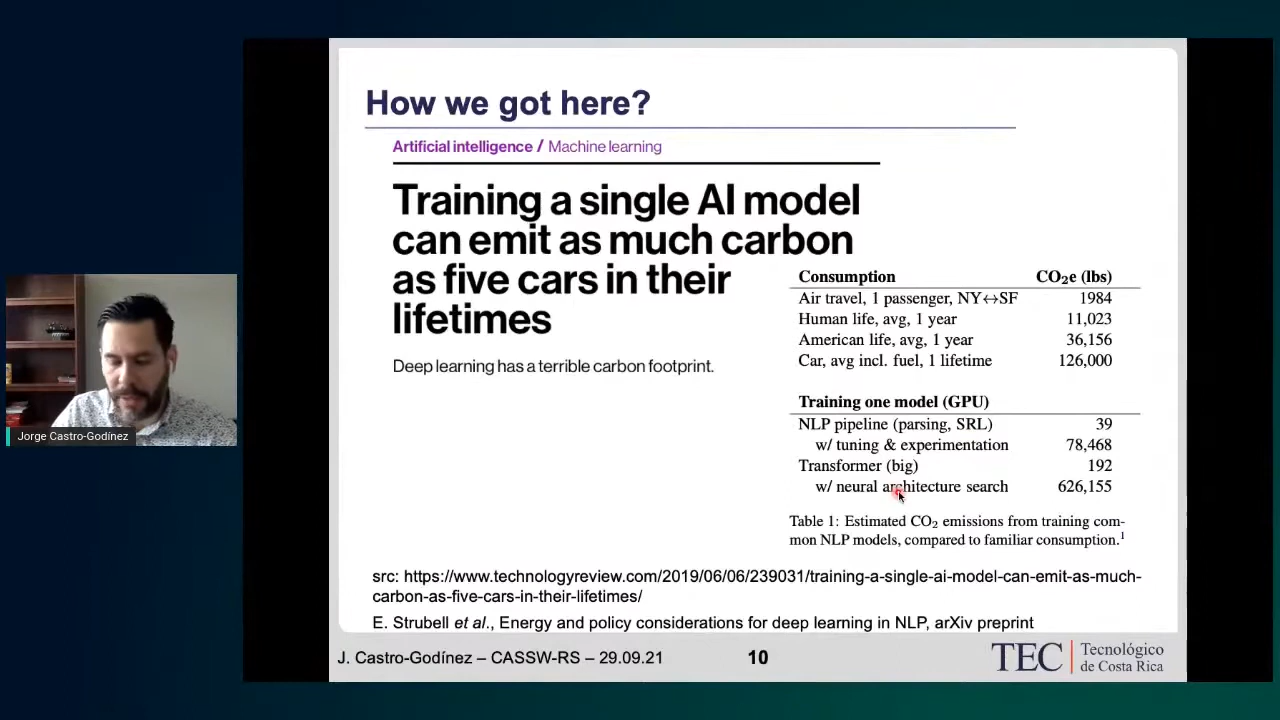 How we got here?
Artificial intelligence / Machine learning
Training a single AI model
can emit as much carbon
as five cars in their
lifetimes
Deep learning has a terrible carbon footprint.
Consumption CO₂e (lbs)
Air travel, 1 passenger, NY↔SF 1984
Human life, avg, 1 year 11,023
American life, avg, 1 year 36,156
Car, avg incl. fuel, 1 lifetime 126,000
Training one model (GPU)
NLP pipeline (parsing, SRL) 39
w/ tuning & experimentation 78,468
Transformer (big) 192
w/ neural architecture search 626,155
Table 1: Estimated CO₂ emissions from training com-
mon NLP models, compared to familiar consumption.¹
src: https://www.technologyreview.com/2019/06/06/239031/training-a-single-ai-model-can-emit-as-much-
carbon-as-five-cars-in-their-lifetimes/
E. Strubell et al., Energy and policy considerations for deep learning in NLP, arXiv preprint
J. Castro-Godínez – CASSW-RS – 29.09.21
10
TEC Tecnológico
de Costa Rica
Jorge Castro-Godínez